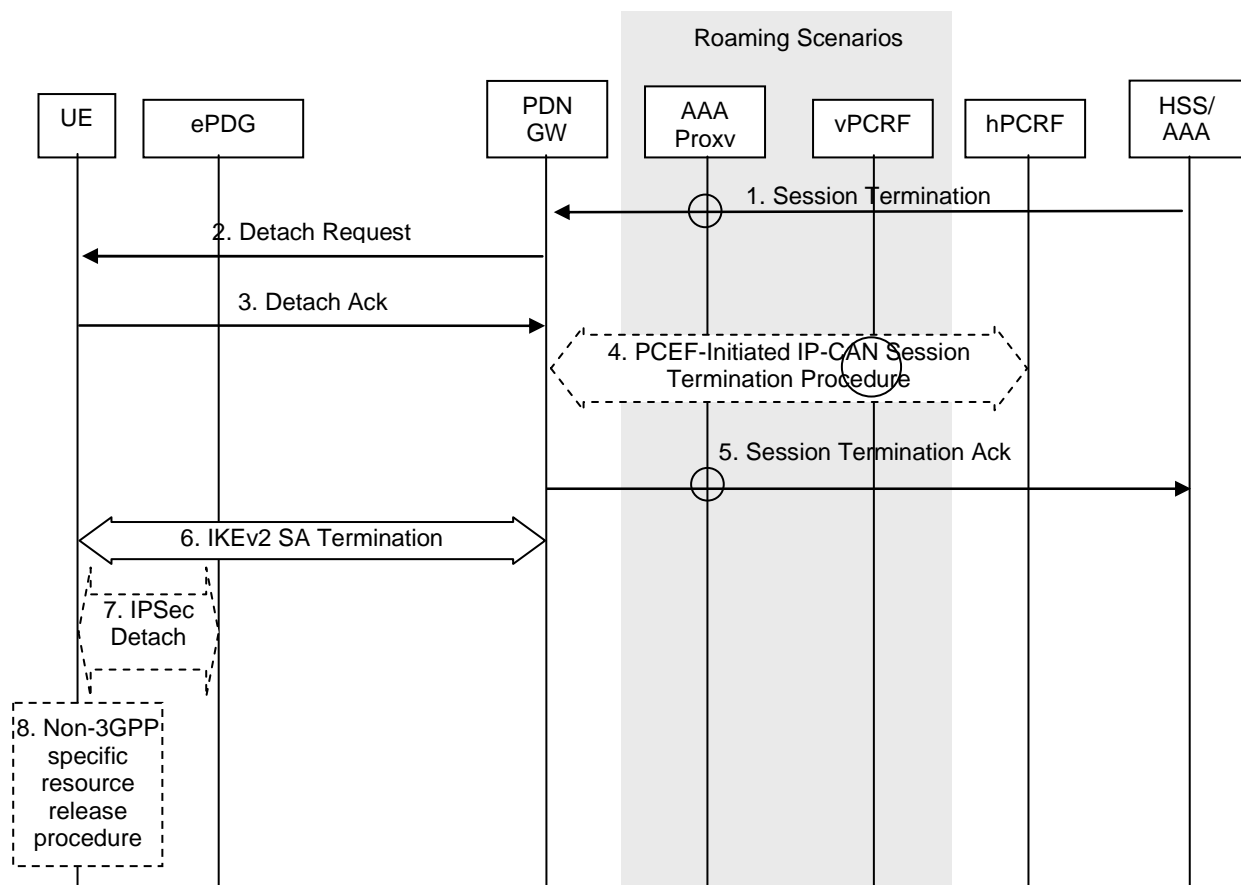 Roaming Scenarios
UE
ePDG
PDN
GW
AAA
Proxv
vPCRF
hPCRF
HSS/
AAA
1. Session Termination
2. Detach Request
3. Detach Ack
4. PCEF-Initiated IP-CAN Session
Termination Procedure
5. Session Termination Ack
6. IKEv2 SA Termination
7. IPSec
Detach
8. Non-3GPP
specific
resource
release
procedure